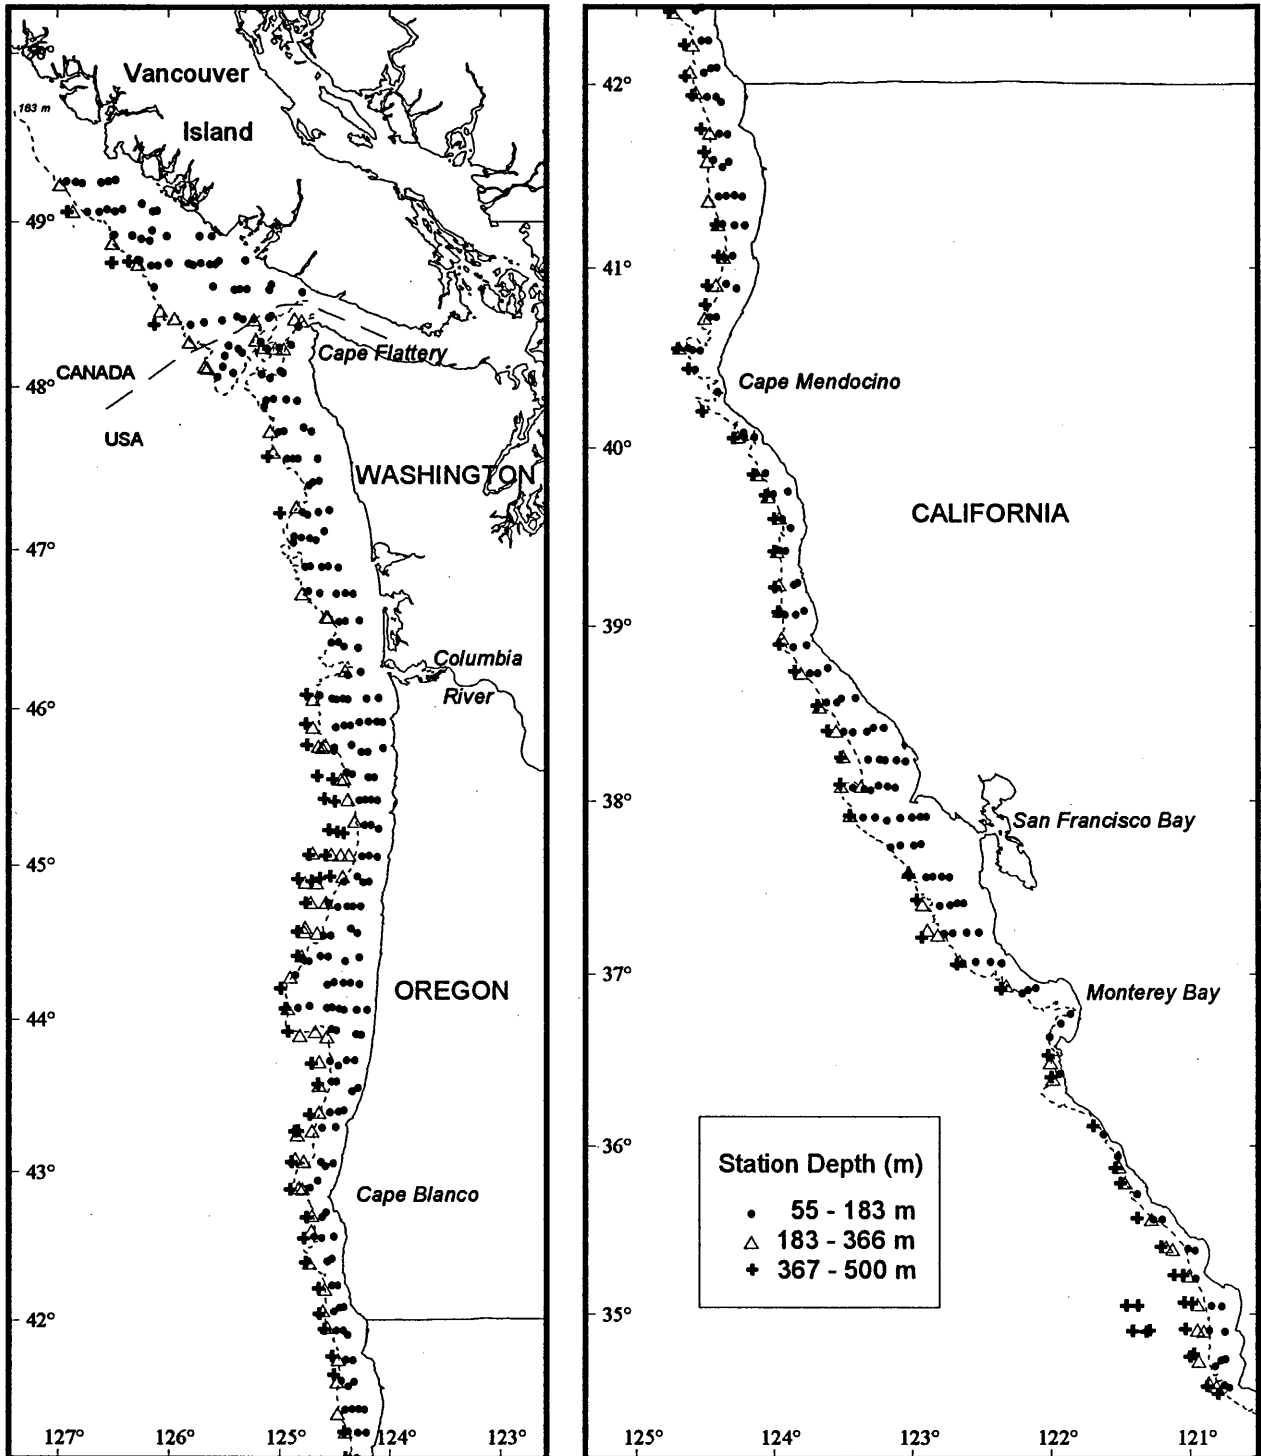 Vancouver
Island
183 m
49°
CANADA
USA
Cape Flattery
48°
WASHINGTON
47°
Columbia
River
46°
45°
OREGON
44°
43°
Cape Blanco
42°
127°
126°
125°
124°
123°
42°
41°
Cape Mendocino
40°
CALIFORNIA
39°
38°
San Francisco Bay
37°
Monterey Bay
36°
Station Depth (m)
55 - 183 m
183 - 366 m
367 - 500 m
35°
125°
124°
123°
122°
121°